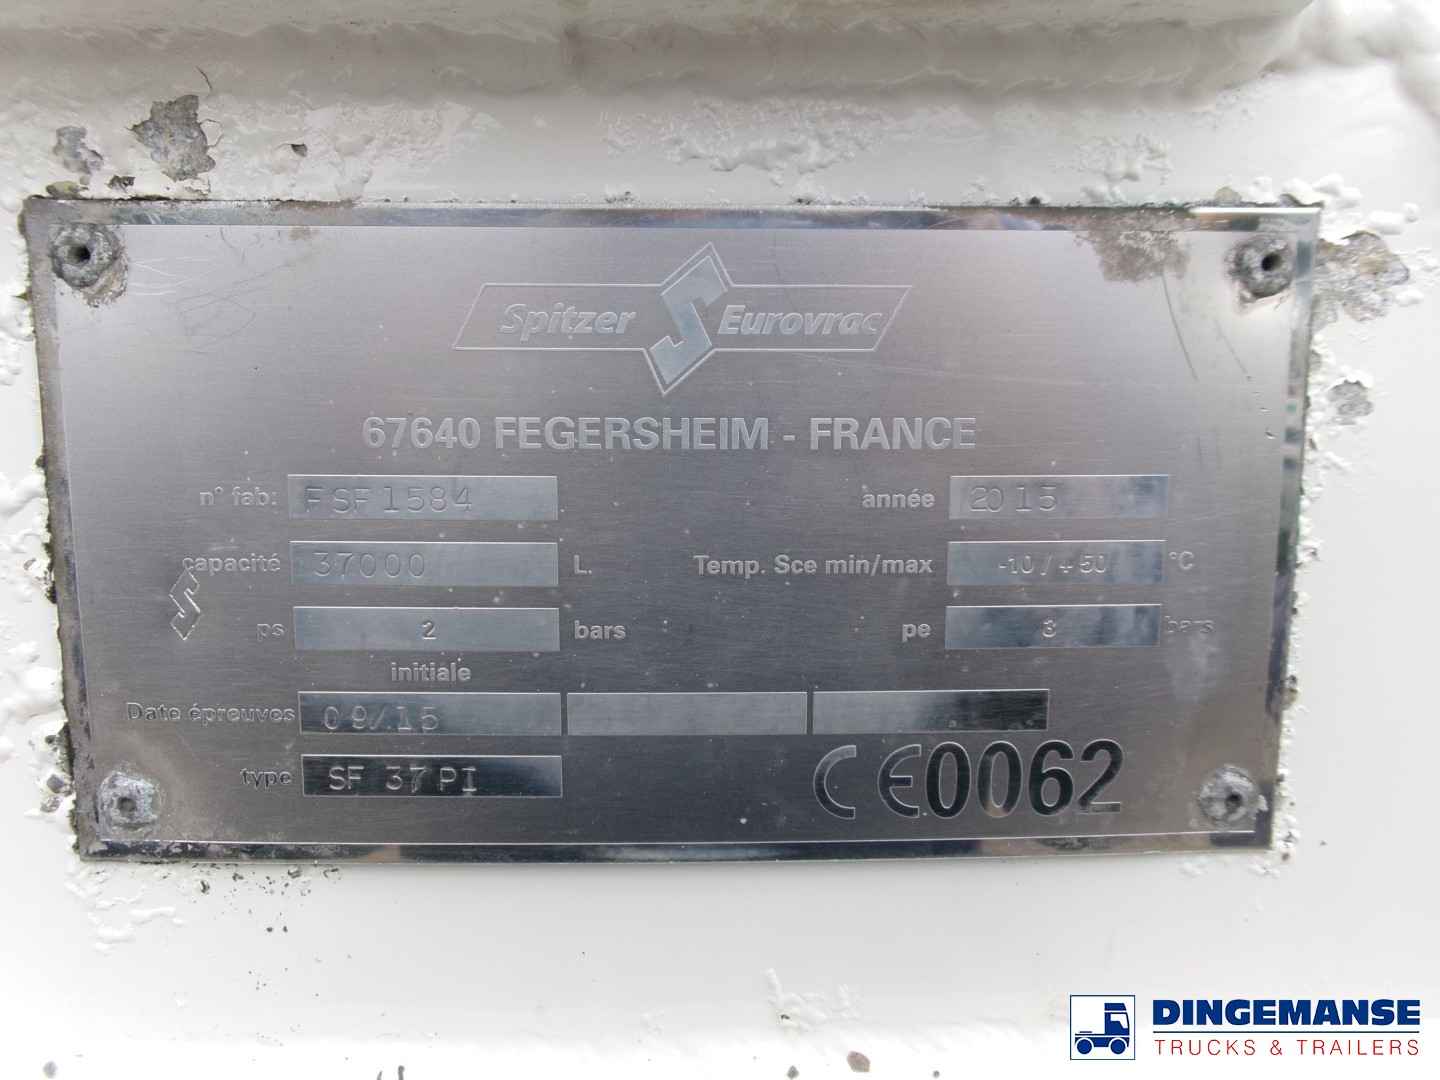 Spitzer Eurovrac
67640 FEGERSHEIM - FRANCE
n° fab: FSF1584 année 2015
capacité 37000 L. Temp. Sce min/max -10 / +50 °C
ps 2 bars pe 3 bars
initiale
Date épreuves 09/15
type SF 37 PI CE0062
DINGEMANSE
TRUCKS & TRAILERS